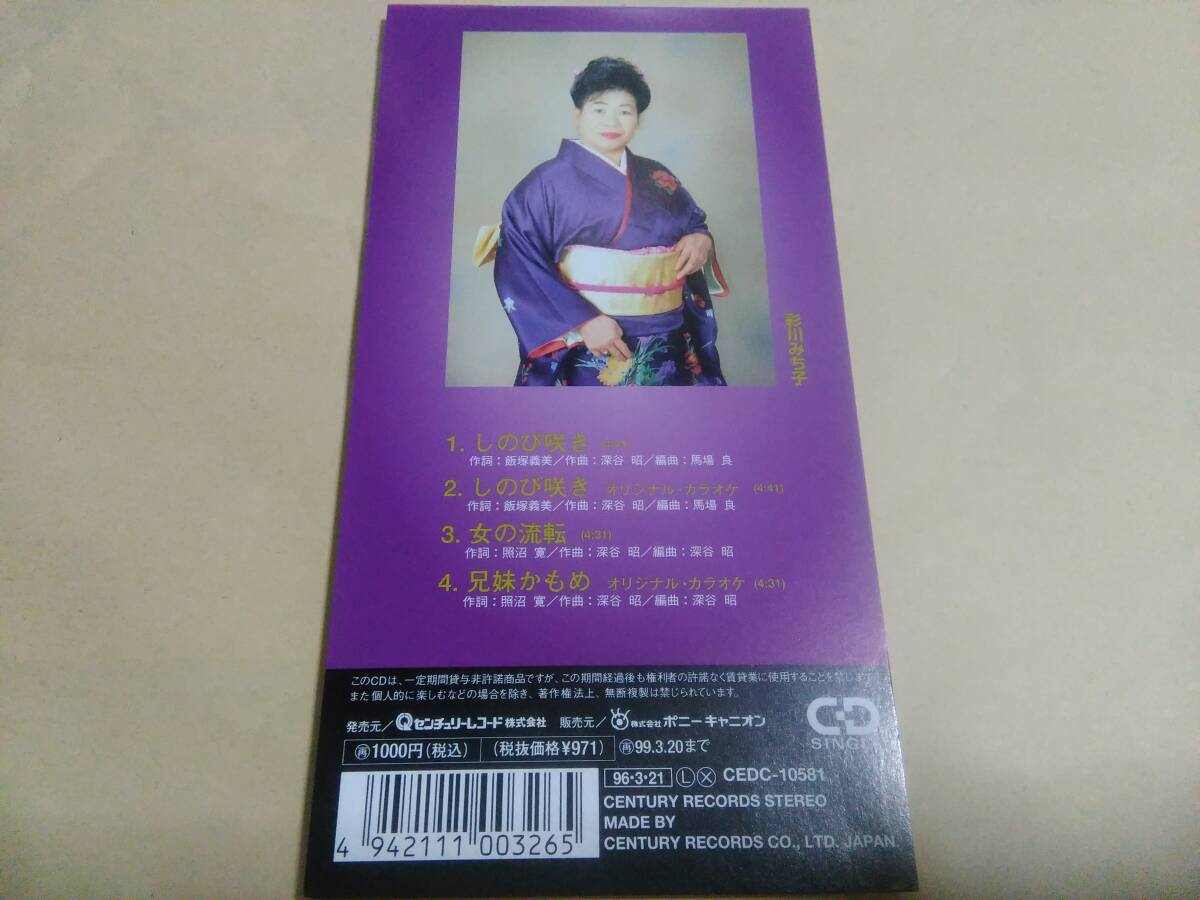 彩川みち子
1. しのび咲き (4:41)
作詞：飯塚義美／作曲：深谷 昭／編曲：馬場 良
2. しのび咲き オリジナル・カラオケ (4:41)
作詞：飯塚義美／作曲：深谷 昭／編曲：馬場 良
3. 女の流転 (4:31)
作詞：照沼 寛／作曲：深谷 昭／編曲：深谷 昭
4. 兄妹かもめ オリジナル・カラオケ (4:31)
作詞：照沼 寛／作曲：深谷 昭／編曲：深谷 昭
このCDは、一定期間貸与非許諾商品ですが、この期間経過後も権利者の許諾なく賃貸業に使用することを禁じます。
また個人的に楽しむなどの場合を除き、著作権法上、無断複製は禁じられています。
発売元／センチュリーレコード株式会社 販売元／株式会社ポニーキャニオン
CD SINGLE
再1000円(税込) (税抜価格¥971) 再99.3.20まで
96・3・21 L X CEDC-10581
CENTURY RECORDS STEREO
MADE BY
CENTURY RECORDS CO., LTD. JAPAN.
4 942111 003265